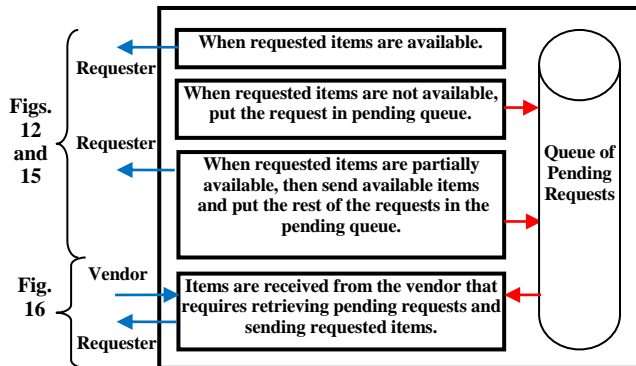 Figs.
12
and
15
Fig.
16
Requester
Requester
Vendor
Requester
When requested items are available.
When requested items are not available,
put the request in pending queue.
When requested items are partially
available, then send available items
and put the rest of the requests in the
pending queue.
Items are received from the vendor that
requires retrieving pending requests and
sending requested items.
Queue of
Pending
Requests